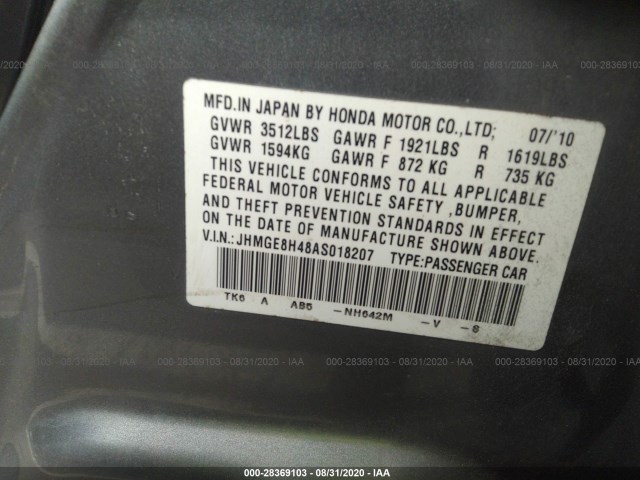 MFD.IN JAPAN BY HONDA MOTOR CO.,LTD; 07/'10
GVWR 3512LBS GAWR F 1921LBS R 1619LBS
GVWR 1594KG GAWR F 872 KG R 735 KG
THIS VEHICLE CONFORMS TO ALL APPLICABLE
FEDERAL MOTOR VEHICLE SAFETY ,BUMPER,
AND THEFT PREVENTION STANDARDS IN EFFECT
ON THE DATE OF MANUFACTURE SHOWN ABOVE.
V.I.N.:JHMGE8H48AS018207 TYPE:PASSENGER CAR
TK6 A AB5 -NH642M -V -S
000-28369103 - 08/31/2020 - IAA